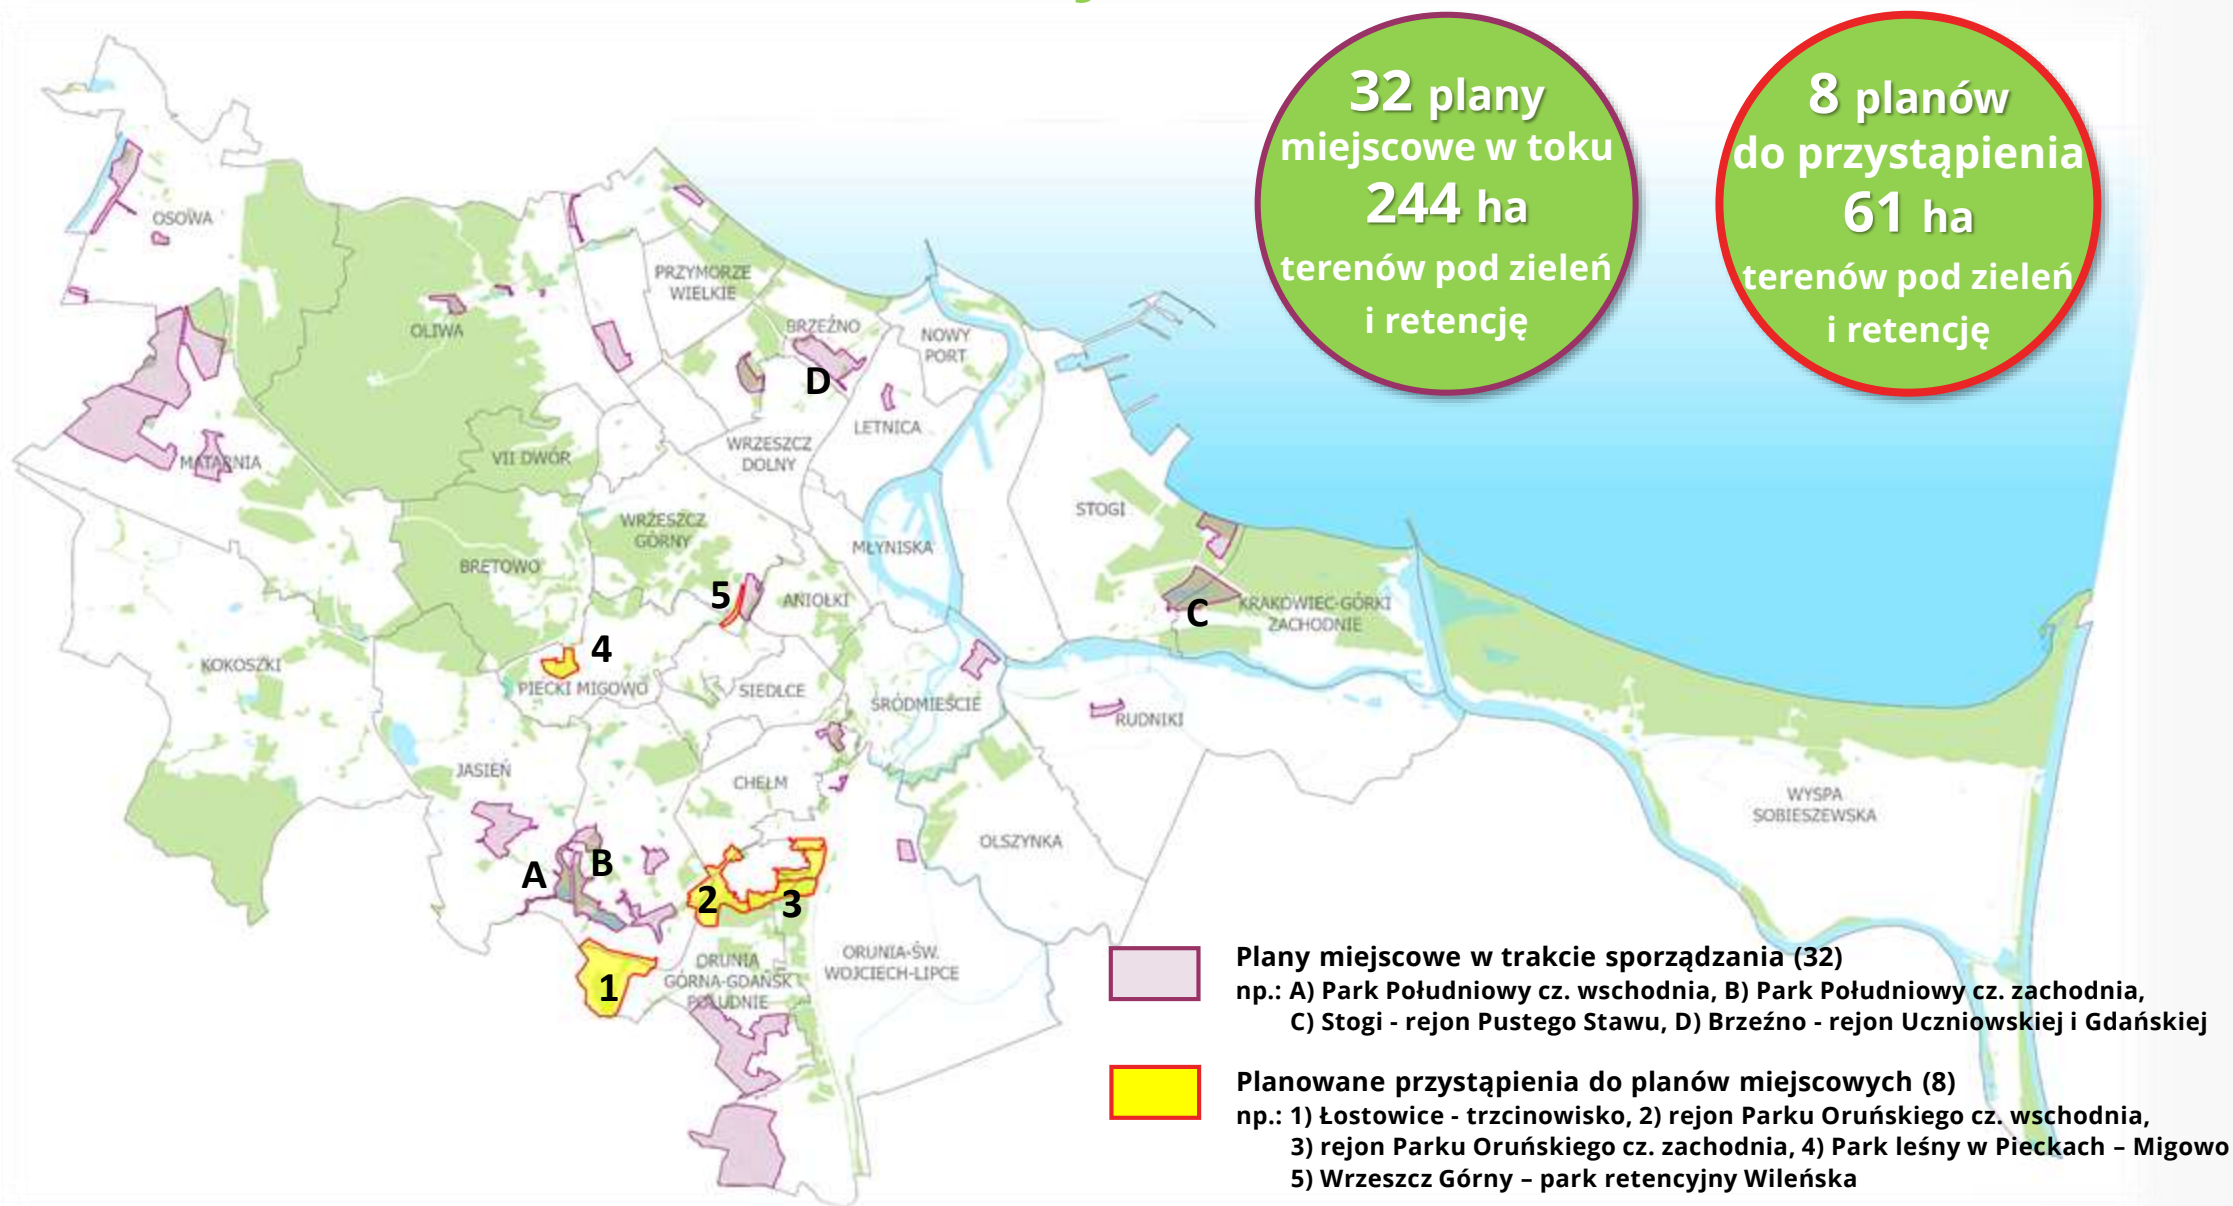 32 plany
miejscowe w toku
244 ha
terenów pod zieleń
i retencję
8 planów
do przystąpienia
61 ha
terenów pod zieleń
i retencję
OSOWA
OLIWA
PRZYMORZE
WIELKIE
BRZEŹNO
NOWY
PORT
D
LETNICA
MATARNIA
VII DWÓR
WRZESZCZ
DOLNY
STOGI
WRZESZCZ
GÓRNY
MŁYNISKA
BRĘTOWO
5
ANIOŁKI
C
KRAKOWIEC-GÓRKI
ZACHODNIE
4
KOKOSZKI
PIECKI MIGOWO
SIEDLCE
ŚRÓDMIEŚCIE
RUDNIKI
JASIEŃ
CHEŁM
WYSPA
SOBIESZEWSKA
OLSZYNKA
A
B
2
3
1
ORUNIA
GÓRNA-GDAŃSK
POŁUDNIE
ORUNIA-ŚW.
WOJCIECH-LIPCE
Plany miejscowe w trakcie sporządzania (32)
np.: A) Park Południowy cz. wschodnia, B) Park Południowy cz. zachodnia,
C) Stogi - rejon Pustego Stawu, D) Brzeźno - rejon Uczniowskiej i Gdańskiej
Planowane przystąpienia do planów miejscowych (8)
np.: 1) Łostowice - trzcinowisko, 2) rejon Parku Oruńskiego cz. wschodnia,
3) rejon Parku Oruńskiego cz. zachodnia, 4) Park leśny w Pieckach – Migowo
5) Wrzeszcz Górny – park retencyjny Wileńska